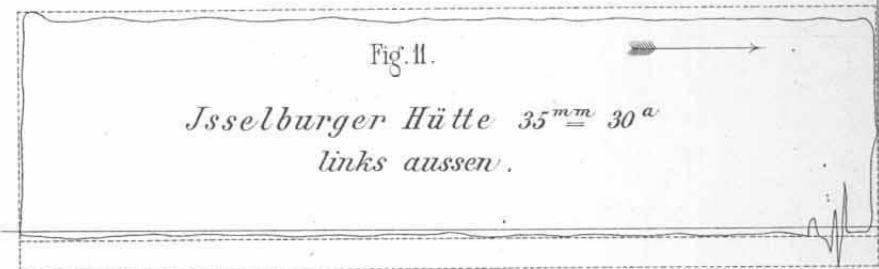 Fig. 11.
Jsselburger Hütte 35mm = 30a
links aussen.